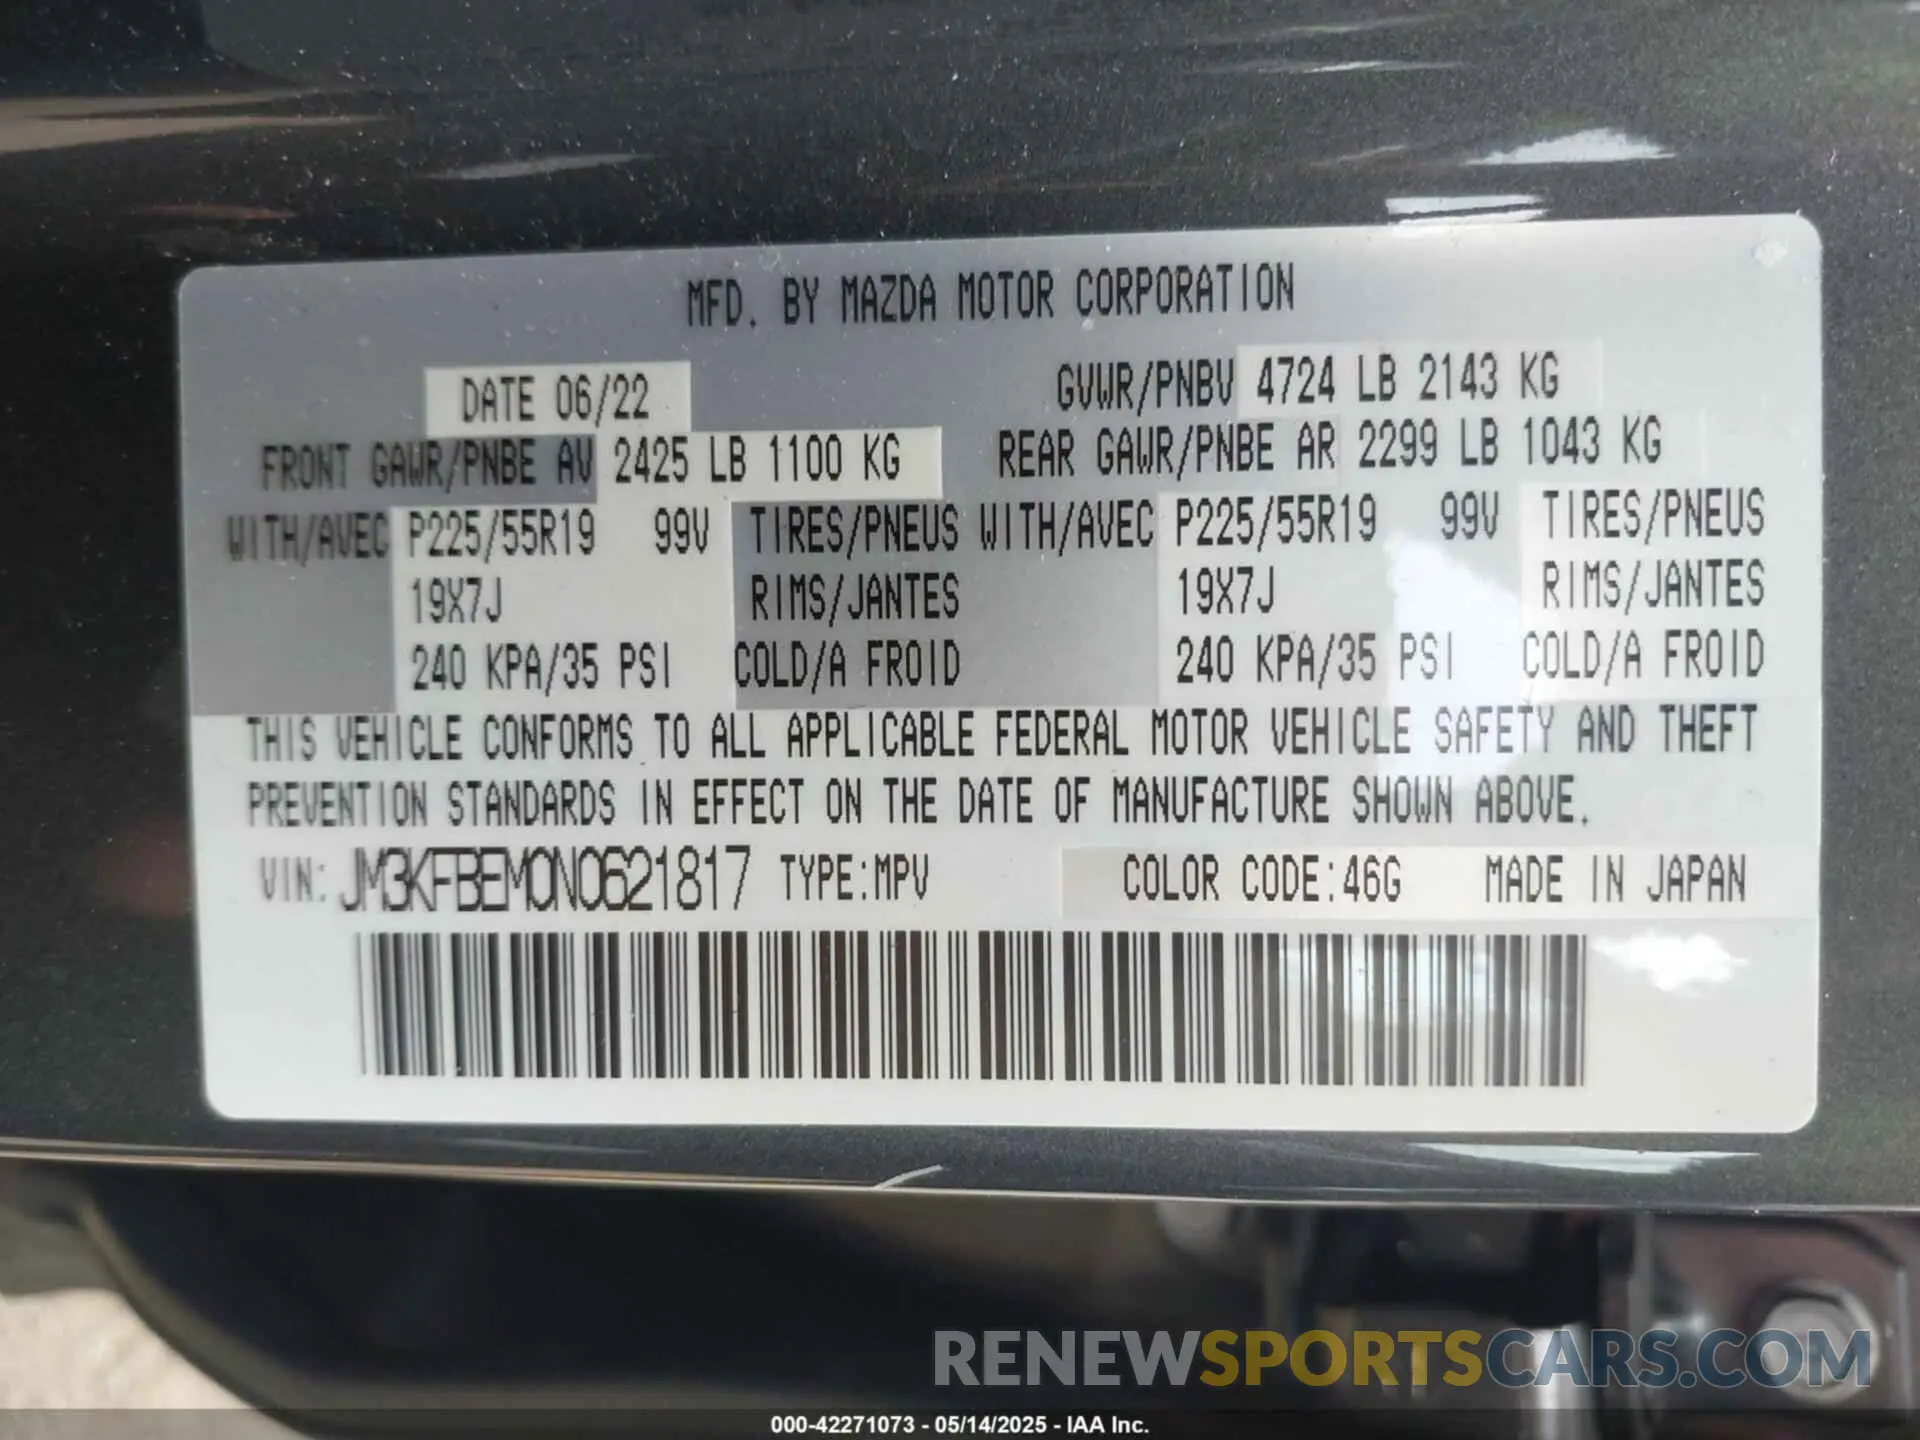 MFD. BY MAZDA MOTOR CORPORATION
DATE 06/22 GVWR/PNBV 4724 LB 2143 KG
FRONT GAWR/PNBE AV 2425 LB 1100 KG REAR GAWR/PNBE AR 2299 LB 1043 KG
WITH/AVEC P225/55R19 99V TIRES/PNEUS WITH/AVEC P225/55R19 99V TIRES/PNEUS
19X7J RIMS/JANTES 19X7J RIMS/JANTES
240 KPA/35 PSI COLD/A FROID 240 KPA/35 PSI COLD/A FROID
THIS VEHICLE CONFORMS TO ALL APPLICABLE FEDERAL MOTOR VEHICLE SAFETY AND THEFT
PREVENTION STANDARDS IN EFFECT ON THE DATE OF MANUFACTURE SHOWN ABOVE.
VIN: JM3KFBEM0N0621817 TYPE:MPV COLOR CODE:46G MADE IN JAPAN
RENEWSPORTSCARS.COM
000-42271073 - 05/14/2025 - IAA Inc.